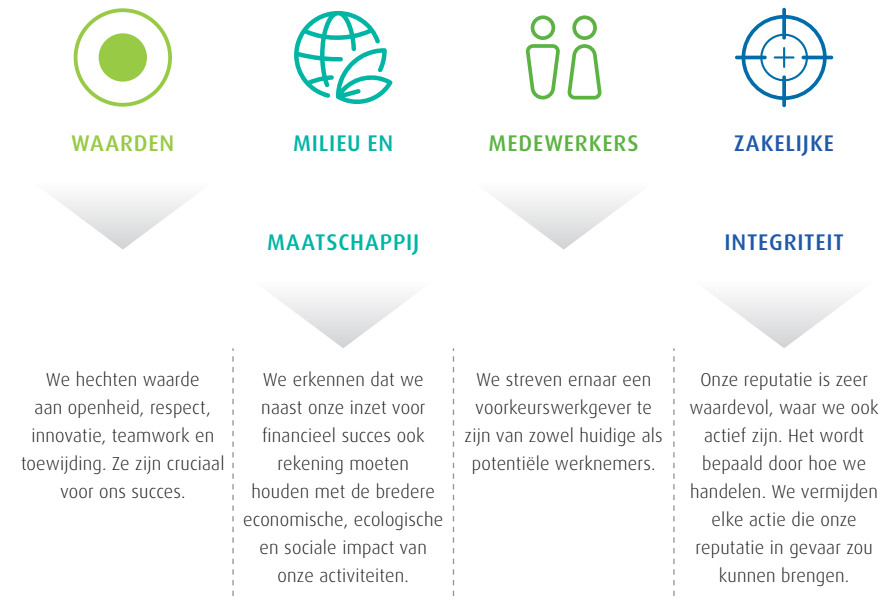 WAARDEN
We hechten waarde
aan openheid, respect,
innovatie, teamwork en
toewijding. Ze zijn cruciaal
voor ons succes.
MILIEU EN
MAATSCHAPPIJ
We erkennen dat we
naast onze inzet voor
financieel succes ook
rekening moeten
houden met de bredere
economische, ecologische
en sociale impact van
onze activiteiten.
MEDEWERKERS
We streven ernaar een
voorkeurswerkgever te
zijn van zowel huidige als
potentiële werknemers.
ZAKELIJKE
INTEGRITEIT
Onze reputatie is zeer
waardevol, waar we ook
actief zijn. Het wordt
bepaald door hoe we
handelen. We vermijden
elke actie die onze
reputatie in gevaar zou
kunnen brengen.